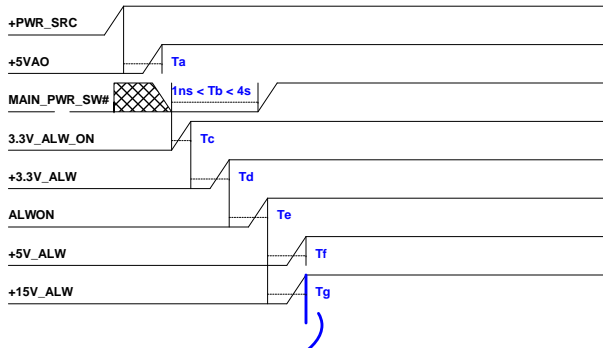 +PWR_SRC
+5VAO Ta
MAIN_PWR_SW# 1ns < Tb < 4s
3.3V_ALW_ON Tc
+3.3V_ALW Td
ALWON Te
+5V_ALW Tf
+15V_ALW Tg